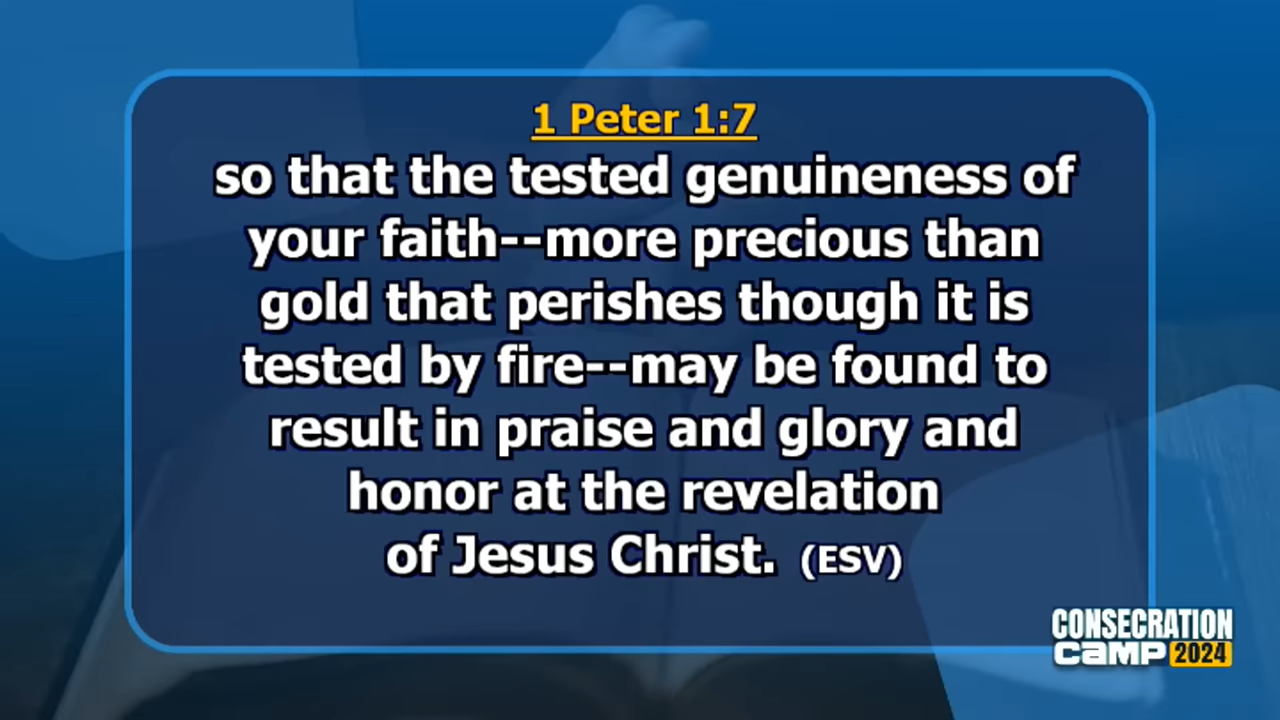 1 Peter 1:7
so that the tested genuineness of
your faith--more precious than
gold that perishes though it is
tested by fire--may be found to
result in praise and glory and
honor at the revelation
of Jesus Christ. (ESV)
CONSECRATION
CAMP 2024